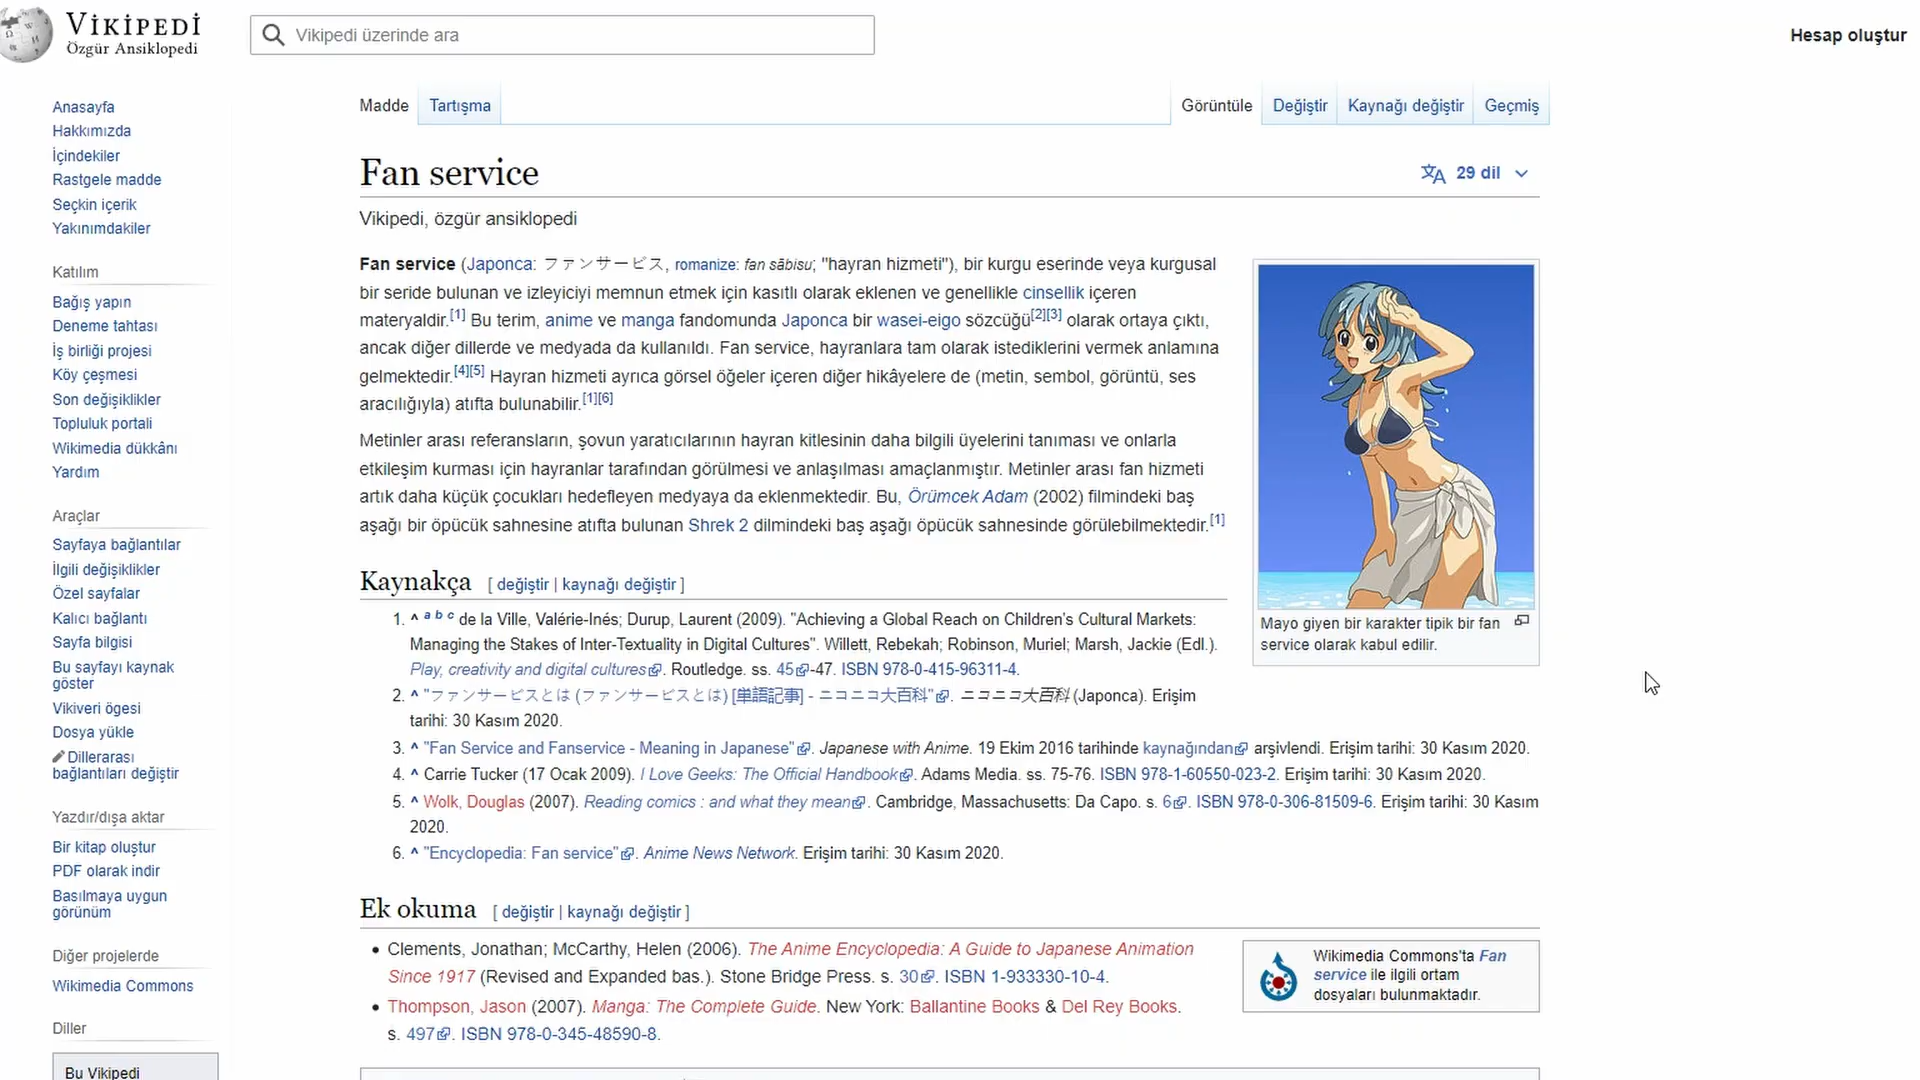 VİKİPEDİ
Özgür Ansiklopedi
Vikipedi üzerinde ara
Hesap oluştur
Anasayfa
Hakkımızda
İçindekiler
Rastgele madde
Seçkin içerik
Yakınımdakiler
Katılım
Bağış yapın
Deneme tahtası
İş birliği projesi
Köy çeşmesi
Son değişiklikler
Topluluk portali
Wikimedia dükkânı
Yardım
Araçlar
Sayfaya bağlantılar
İlgili değişiklikler
Özel sayfalar
Kalıcı bağlantı
Sayfa bilgisi
Bu sayfayı kaynak
göster
Vikiveri ögesi
Dosya yükle
Dillerarası
bağlantıları değiştir
Yazdır/dışa aktar
Bir kitap oluştur
PDF olarak indir
Basılmaya uygun
görünüm
Diğer projelerde
Wikimedia Commons
Diller
Bu Vikipedi
Madde Tartışma Görüntüle Değiştir Kaynağı değiştir Geçmiş
Fan service
29 dil
Vikipedi, özgür ansiklopedi
Fan service (Japonca: ファンサービス, romanize: fan sābisu; "hayran hizmeti"), bir kurgu eserinde veya kurgusal
bir seride bulunan ve izleyiciyi memnun etmek için kasıtlı olarak eklenen ve genellikle cinsellik içeren
materyaldir.[1] Bu terim, anime ve manga fandomunda Japonca bir wasei-eigo sözcüğü[2][3] olarak ortaya çıktı,
ancak diğer dillerde ve medyada da kullanıldı. Fan service, hayranlara tam olarak istediklerini vermek anlamına
gelmektedir.[4][5] Hayran hizmeti ayrıca görsel öğeler içeren diğer hikâyelere de (metin, sembol, görüntü, ses
aracılığıyla) atıfta bulunabilir.[1][6]
Metinler arası referansların, şovun yaratıcılarının hayran kitlesinin daha bilgili üyelerini tanıması ve onlarla
etkileşim kurması için hayranlar tarafından görülmesi ve anlaşılması amaçlanmıştır. Metinler arası fan hizmeti
artık daha küçük çocukları hedefleyen medyaya da eklenmektedir. Bu, Örümcek Adam (2002) filmindeki baş
aşağı bir öpücük sahnesine atıfta bulunan Shrek 2 dilmindeki baş aşağı öpücük sahnesinde görülebilmektedir.[1]
Mayo giyen bir karakter tipik bir fan
service olarak kabul edilir.
Kaynakça [ değiştir | kaynağı değiştir ]
1. ^ a b c de la Ville, Valérie-Inés; Durup, Laurent (2009). "Achieving a Global Reach on Children's Cultural Markets:
Managing the Stakes of Inter-Textuality in Digital Cultures". Willett, Rebekah; Robinson, Muriel; Marsh, Jackie (Edl.).
Play, creativity and digital cultures. Routledge. ss. 45-47. ISBN 978-0-415-96311-4.
2. ^ "ファンサービスとは (ファンサービスとは) [単語記事] - ニコニコ大百科". ニコニコ大百科 (Japonca). Erişim
tarihi: 30 Kasım 2020.
3. ^ "Fan Service and Fanservice - Meaning in Japanese". Japanese with Anime. 19 Ekim 2016 tarihinde kaynağından arşivlendi. Erişim tarihi: 30 Kasım 2020.
4. ^ Carrie Tucker (17 Ocak 2009). I Love Geeks: The Official Handbook. Adams Media. ss. 75-76. ISBN 978-1-60550-023-2. Erişim tarihi: 30 Kasım 2020.
5. ^ Wolk, Douglas (2007). Reading comics : and what they mean. Cambridge, Massachusetts: Da Capo. s. 6. ISBN 978-0-306-81509-6. Erişim tarihi: 30 Kasım
2020.
6. ^ "Encyclopedia: Fan service". Anime News Network. Erişim tarihi: 30 Kasım 2020.
Ek okuma [ değiştir | kaynağı değiştir ]
• Clements, Jonathan; McCarthy, Helen (2006). The Anime Encyclopedia: A Guide to Japanese Animation
Since 1917 (Revised and Expanded bas.). Stone Bridge Press. s. 30. ISBN 1-933330-10-4.
• Thompson, Jason (2007). Manga: The Complete Guide. New York: Ballantine Books & Del Rey Books.
s. 497. ISBN 978-0-345-48590-8.
Wikimedia Commons'ta Fan
service ile ilgili ortam
dosyaları bulunmaktadır.